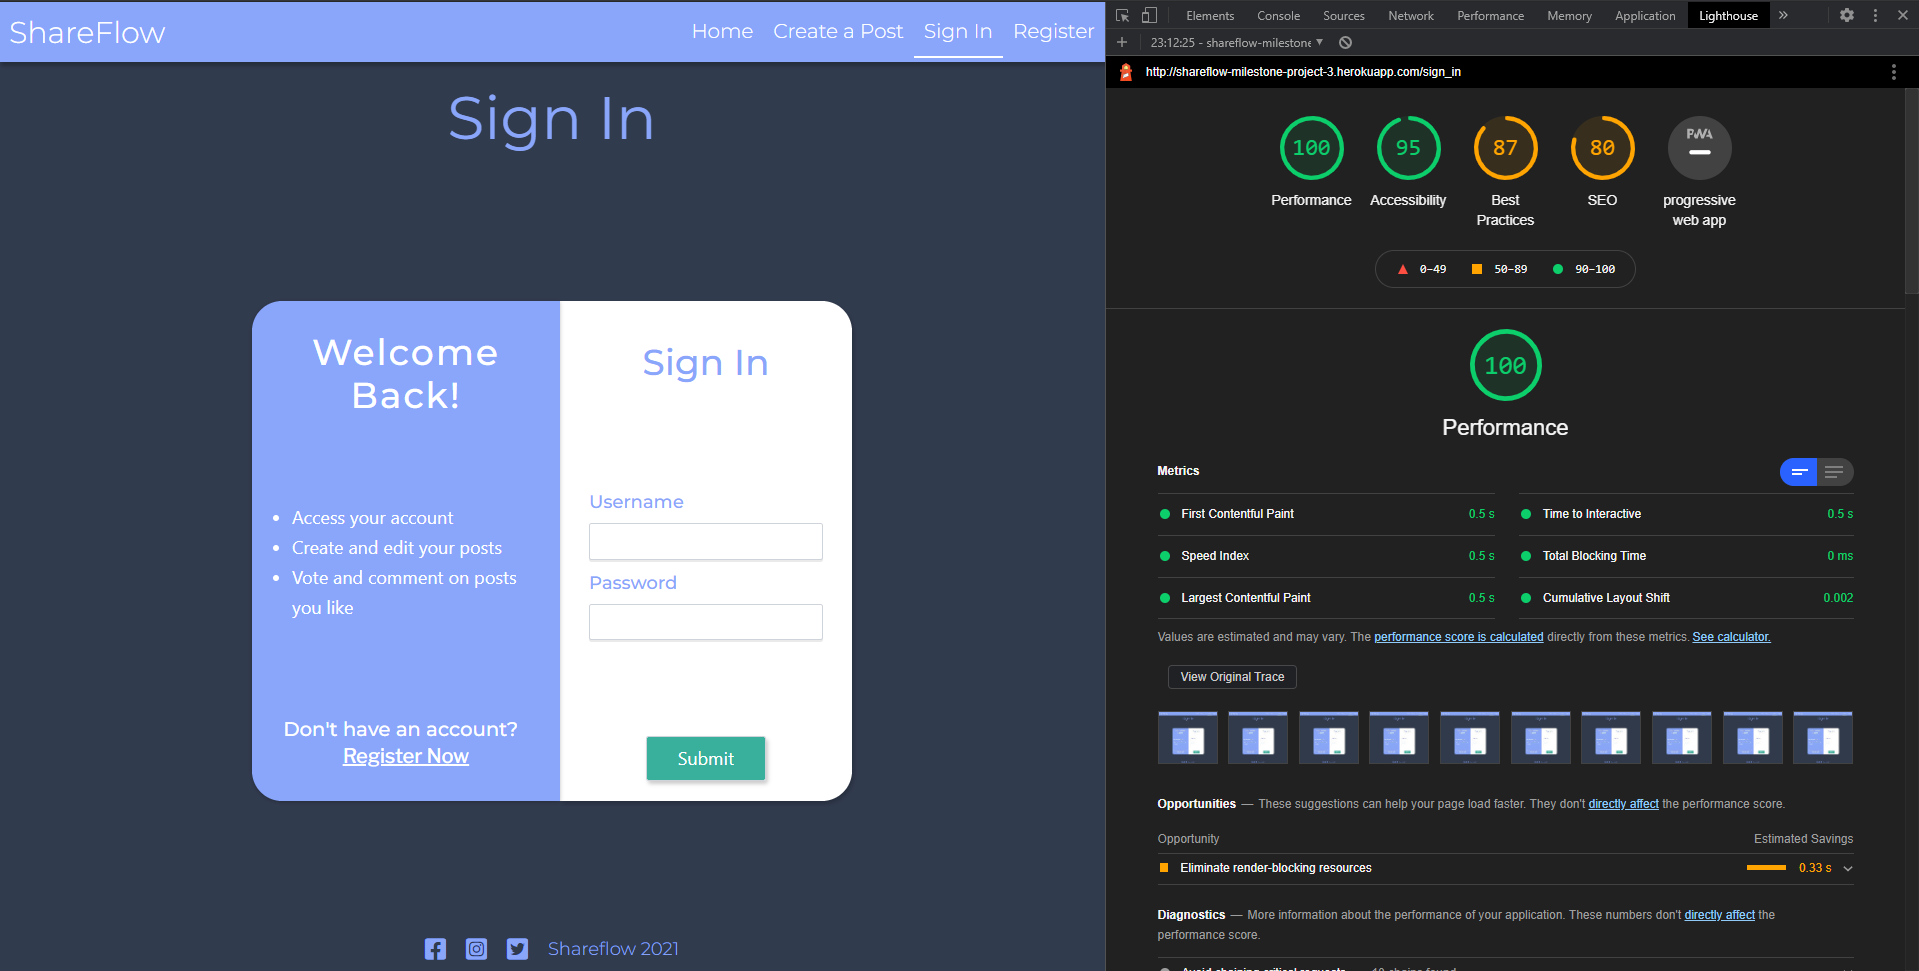 ShareFlow
Home Create a Post Sign In Register
Sign In
Welcome
Back!
Access your account
Create and edit your posts
Vote and comment on posts
you like
Don't have an account?
Register Now
Sign In
Username
Password
Submit
Shareflow 2021
Elements Console Sources Network Performance Memory Application Lighthouse
23:12:25 - shareflow-milestone
http://shareflow-milestone-project-3.herokuapp.com/sign_in
100 95 87 80 PWA
Performance Accessibility Best
Practices SEO progressive
web app
0–49 50–89 90–100
100
Performance
Metrics
First Contentful Paint 0.5 s
Time to Interactive 0.5 s
Speed Index 0.5 s
Total Blocking Time 0 ms
Largest Contentful Paint 0.5 s
Cumulative Layout Shift 0.002
Values are estimated and may vary. The performance score is calculated directly from these metrics. See calculator.
View Original Trace
Opportunities — These suggestions can help your page load faster. They don't directly affect the performance score.
Opportunity Estimated Savings
Eliminate render-blocking resources 0.33 s
Diagnostics — More information about the performance of your application. These numbers don't directly affect the
performance score.
Avoid chaining critical requests — 10 chains found